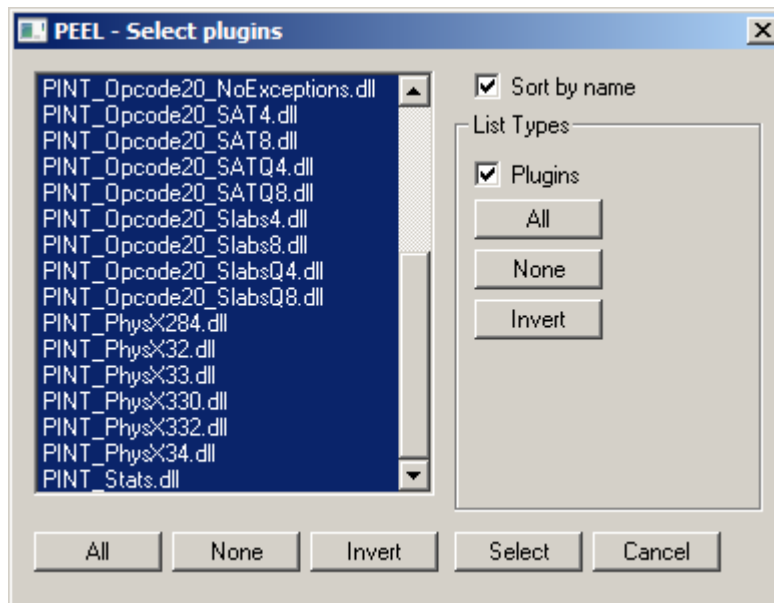 PEEL - Select plugins
PINT_Opcode20_NoExceptions.dll
PINT_Opcode20_SAT4.dll
PINT_Opcode20_SAT8.dll
PINT_Opcode20_SATQ4.dll
PINT_Opcode20_SATQ8.dll
PINT_Opcode20_Slabs4.dll
PINT_Opcode20_Slabs8.dll
PINT_Opcode20_SlabsQ4.dll
PINT_Opcode20_SlabsQ8.dll
PINT_PhysX284.dll
PINT_PhysX32.dll
PINT_PhysX33.dll
PINT_PhysX330.dll
PINT_PhysX332.dll
PINT_PhysX34.dll
PINT_Stats.dll
Sort by name
List Types
Plugins
All
None
Invert
All None Invert Select Cancel